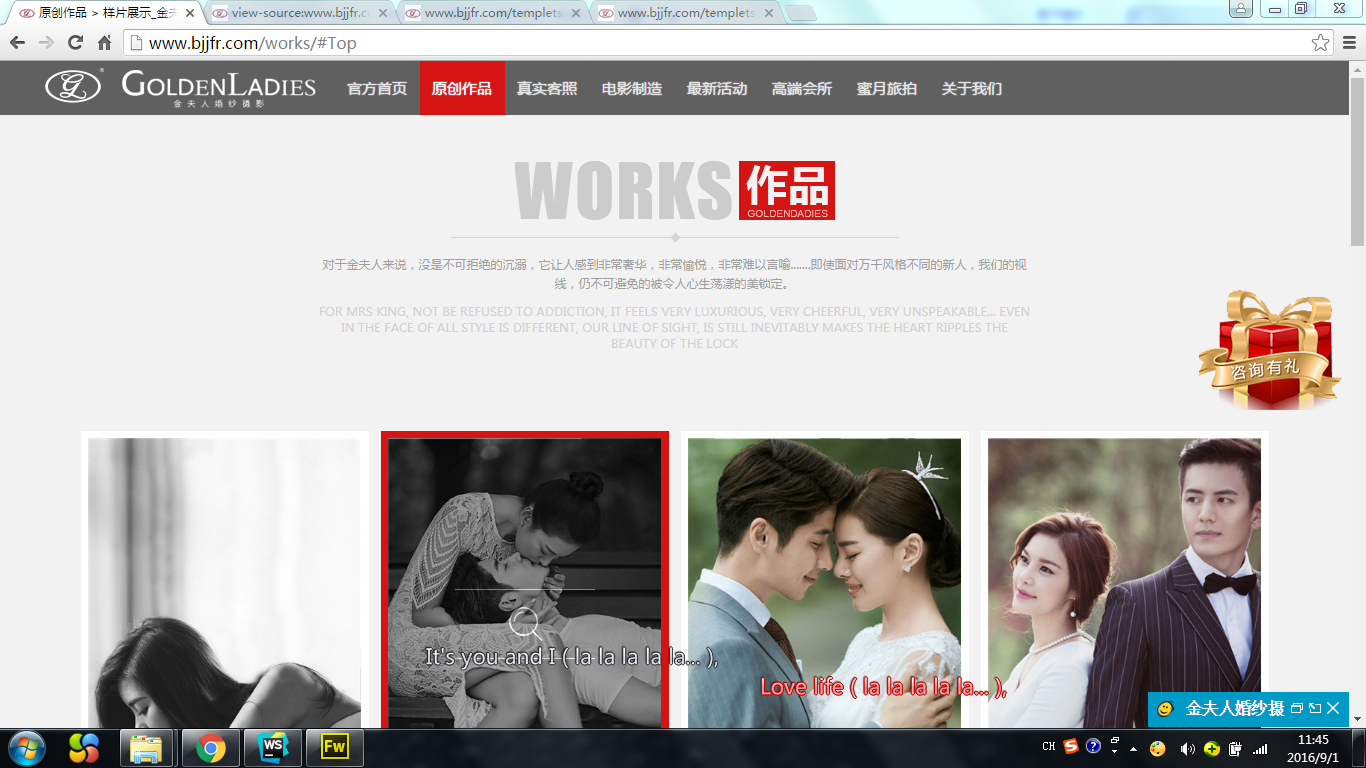 原创作品 > 样片展示_金夫
view-source:www.bjjfr.c
www.bjjfr.com/templets
www.bjjfr.com/templets
www.bjjfr.com/works/#Top
GOLDENLADIES
金夫人婚纱摄影
官方首页 原创作品 真实客照 电影制造 最新活动 高端会所 蜜月旅拍 关于我们
WORKS 作品
GOLDENDADIES
对于金夫人来说，没是不可拒绝的沉溺，它让人感到非常奢华，非常愉悦，非常难以言喻.......即使面对万千风格不同的新人，我们的视
线，仍不可避免的被令人心生荡漾的美锁定。
FOR MRS KING, NOT BE REFUSED TO ADDICTION, IT FEELS VERY LUXURIOUS, VERY CHEERFUL, VERY UNSPEAKABLE... EVEN
IN THE FACE OF ALL STYLE IS DIFFERENT, OUR LINE OF SIGHT, IS STILL INEVITABLY MAKES THE HEART RIPPLES THE
BEAUTY OF THE LOCK
咨询有礼
It's you and I ( la la la la la... ),
Love life ( la la la la la... ),
金夫人婚纱摄
WS
Fw
CH
11:45
2016/9/1